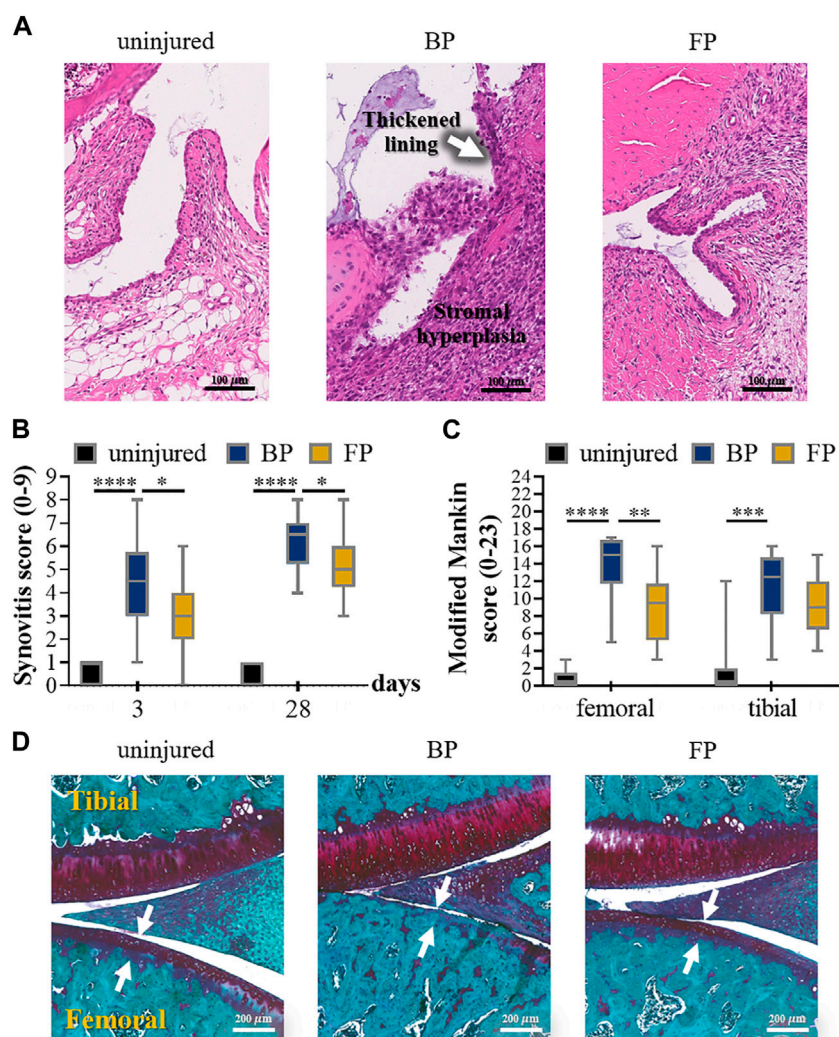 A
uninjured
BP
FP
Thickened
lining
Stromal
hyperplasia
100 µm
100 µm
100 µm
B
uninjured
BP
FP
Synovitis score (0-9)
9
8
7
6
5
4
3
2
1
0
****
*
****
*
3
28
days
C
uninjured
BP
FP
Modified Mankin
score (0-23)
24
22
20
18
16
14
12
10
8
6
4
2
0
****
**
***
femoral
tibial
D
uninjured
BP
FP
Tibial
Femoral
200 µm
200 µm
200 µm